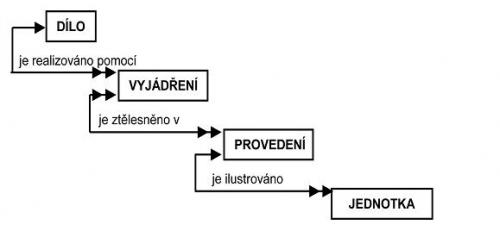 DÍLO
je realizováno pomocí
VYJÁDŘENÍ
je ztělesněno v
PROVEDENÍ
je ilustrováno
JEDNOTKA